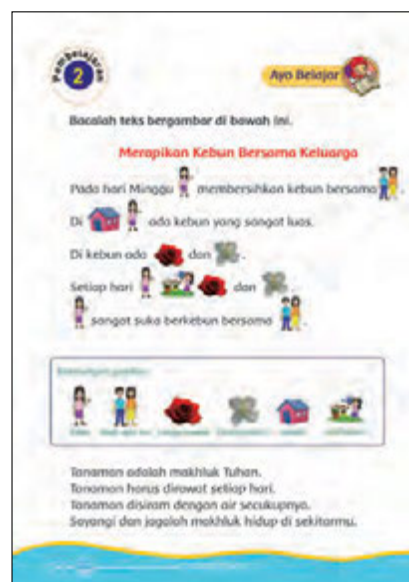 Pembelajaran
2
Ayo Belajar
Bacalah teks bergambar di bawah ini.
Merapikan Kebun Bersama Keluarga
Pada hari Minggu membersihkan kebun bersama
Di ada kebun yang sangat luas.
Di kebun ada dan .
Setiap hari dan .
sangat suka berkebun bersama .
Tanaman adalah makhluk Tuhan.
Tanaman harus dirawat setiap hari.
Tanaman disiram dengan air secukupnya.
Sayangi dan jagalah makhluk hidup di sekitarmu.